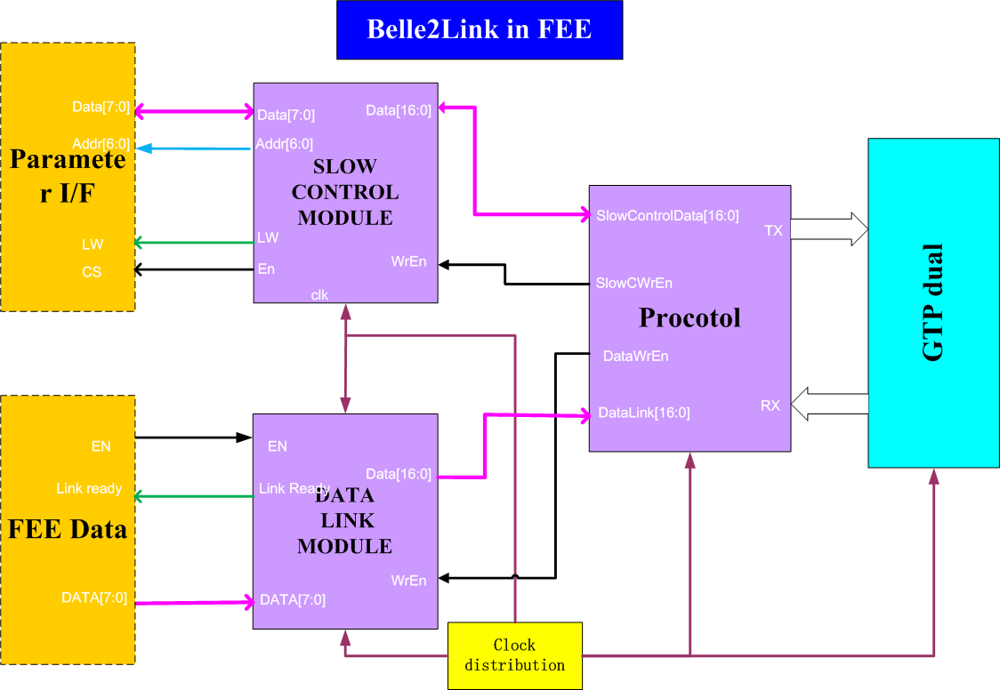 Belle2Link in FEE
Data[7:0]
Addr[6:0]
Paramete
r I/F
LW
CS
Data[7:0]
Data[16:0]
Addr[6:0]
SLOW
CONTROL
MODULE
LW
WrEn
En
clk
SlowControlData[16:0]
TX
SlowCWrEn
Procotol
DataWrEn
RX
DataLink[16:0]
GTP dual
EN
Link ready
FEE Data
DATA[7:0]
EN
Data[16:0]
Link Ready
DATA
LINK
MODULE
WrEn
DATA[7:0]
Clock
distribution